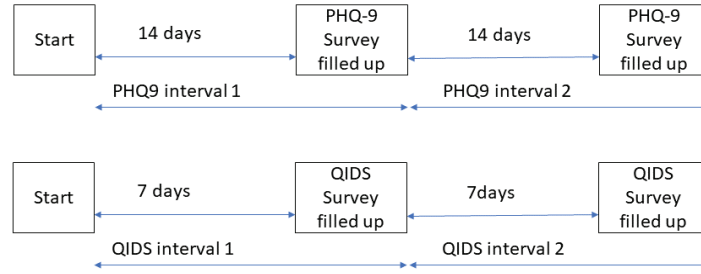 Start
14 days
PHQ-9
Survey
filled up
14 days
PHQ-9
Survey
filled up
PHQ9 interval 1
PHQ9 interval 2
Start
7 days
QIDS
Survey
filled up
7days
QIDS
Survey
filled up
QIDS interval 1
QIDS interval 2